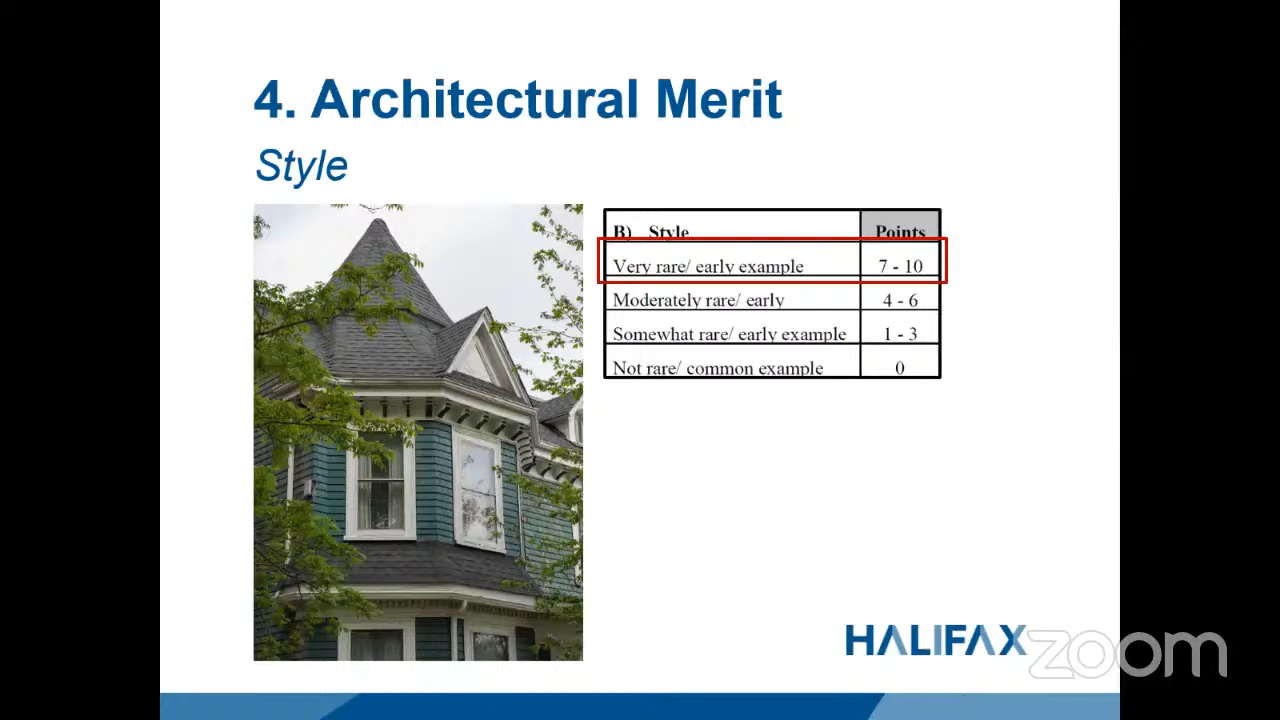 4. Architectural Merit
Style
B) Style Points
Very rare/ early example 7 - 10
Moderately rare/ early 4 - 6
Somewhat rare/ early example 1 - 3
Not rare/ common example 0
HALIFAX
zoom